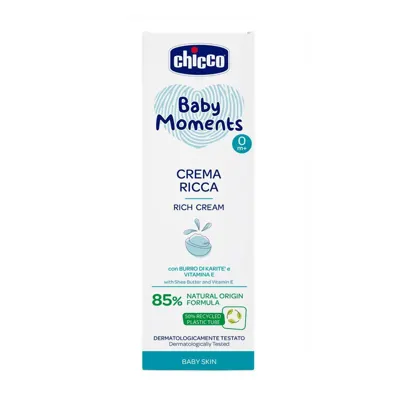 chicco
Baby
Moments
0
m+
CREMA
RICCA
RICH CREAM
con BURRO DI KARITE' e
VITAMINA E
with Shea Butter and Vitamin E
85% NATURAL ORIGIN
FORMULA
50% RECYCLED
PLASTIC TUBE
DERMATOLOGICAMENTE TESTATO
Dermatologically Tested
BABY SKIN